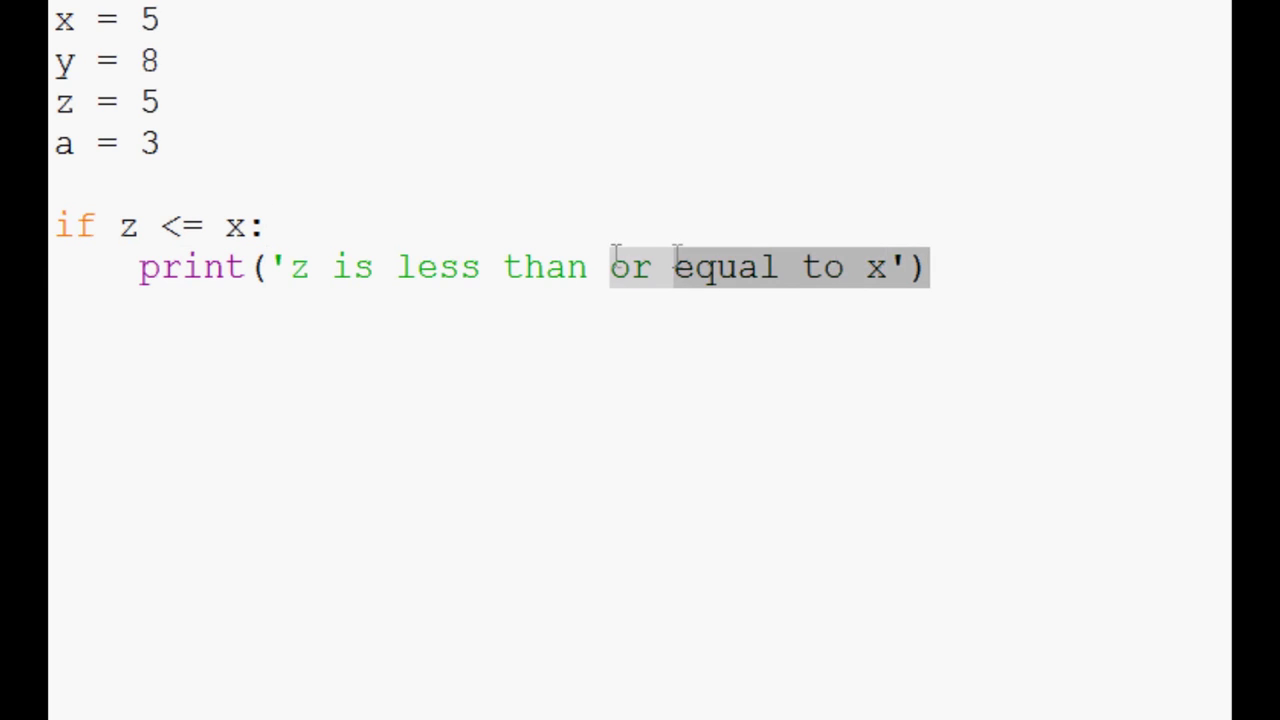 x = 5
y = 8
z = 5
a = 3
if z <= x:
    print('z is less than or equal to x')